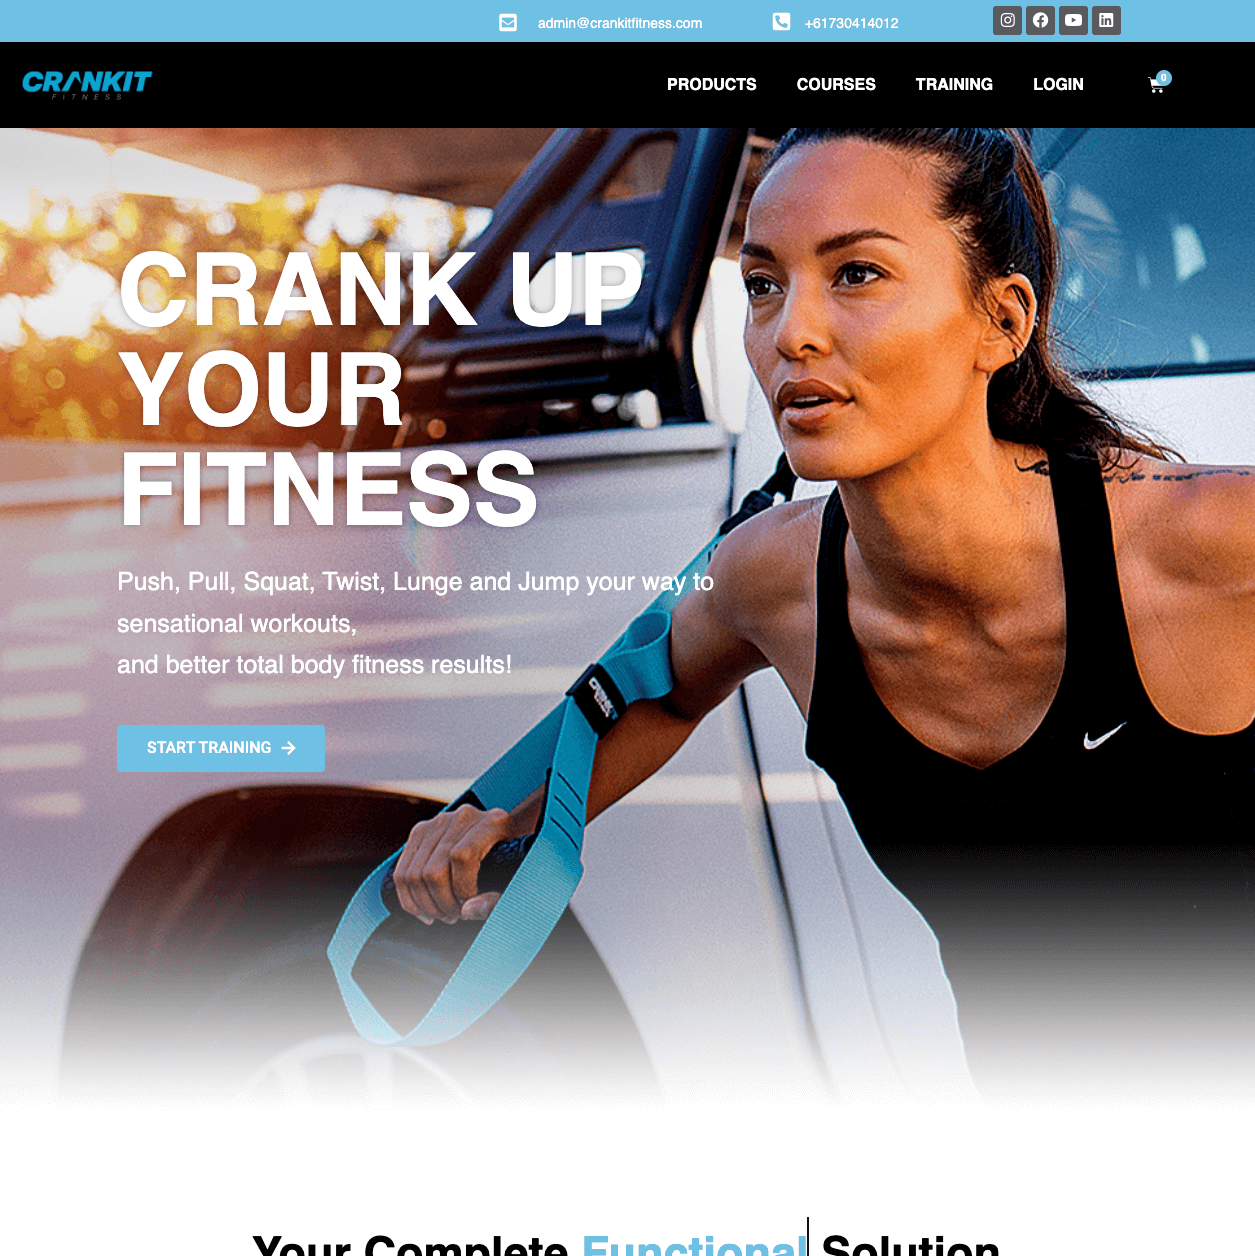 admin@crankitfitness.com
+61730414012
CRANKIT
FITNESS
PRODUCTS
COURSES
TRAINING
LOGIN
0
CRANK UP
YOUR
FITNESS
Push, Pull, Squat, Twist, Lunge and Jump your way to
sensational workouts,
and better total body fitness results!
CRANKIT
START TRAINING
Your Complete Functional Solution